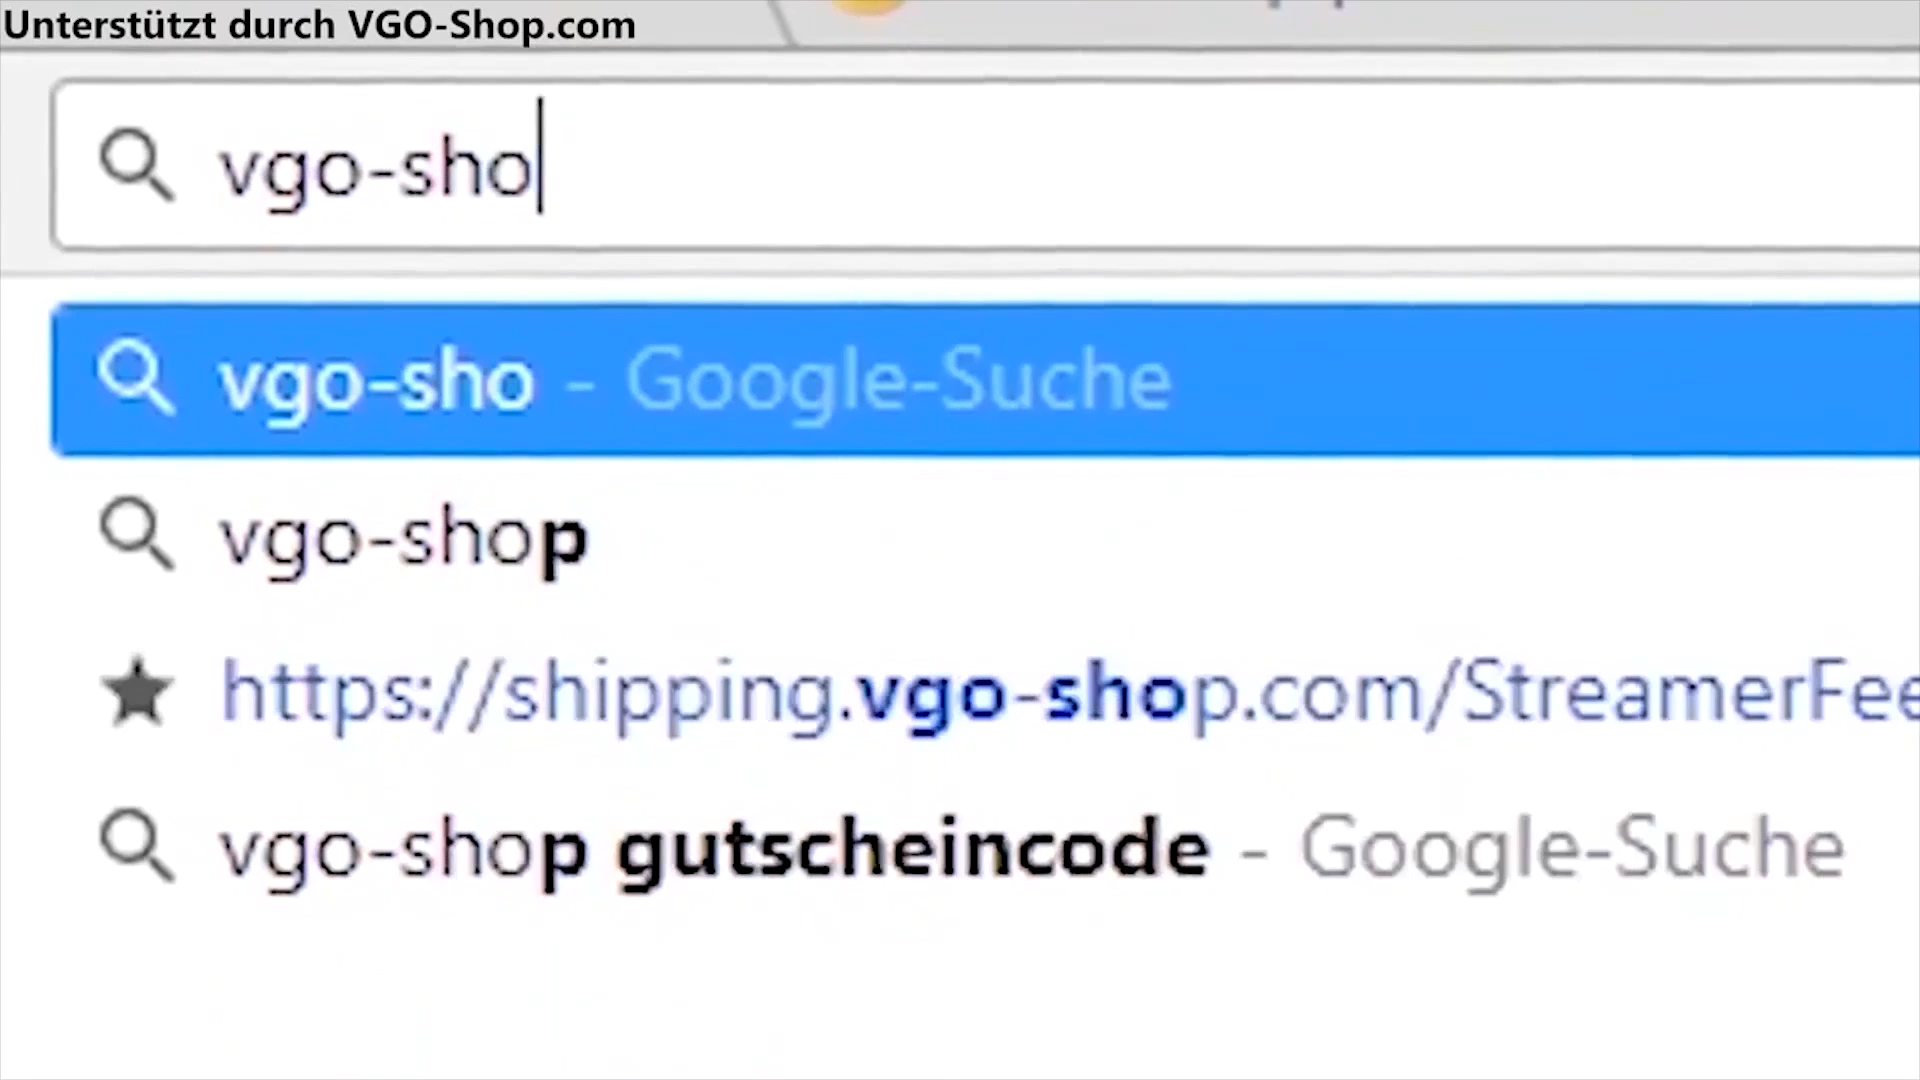 Unterstützt durch VGO-Shop.com
vgo-sho
vgo-sho - Google-Suche
vgo-shop
https://shipping.vgo-shop.com/StreamerFee
vgo-shop gutscheincode - Google-Suche